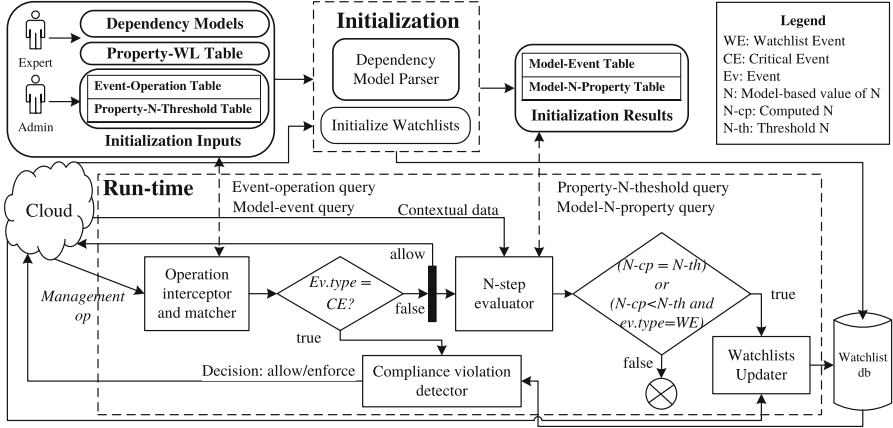 Expert
Admin
Dependency Models
Property-WL Table
Event-Operation Table
Property-N-Threshold Table
Initialization Inputs
Initialization
Dependency
Model Parser
Initialize Watchlists
Model-Event Table
Model-N-Property Table
Initialization Results
Legend
WE: Watchlist Event
CE: Critical Event
Ev: Event
N: Model-based value of N
N-cp: Computed N
N-th: Threshold N
Cloud
Run-time
Event-operation query
Model-event query
Property-N-theshold query
Model-N-property query
Contextual data
Management
op
Operation
interceptor
and matcher
Ev.type =
CE?
allow
false
true
N-step
evaluator
(N-cp = N-th)
or
(N-cp<N-th and
ev.type=WE)
true
false
Watchlists
Updater
Watchlist
db
Decision: allow/enforce
Compliance violation
detector